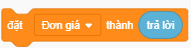 đặt Đơn giá thành trả lời